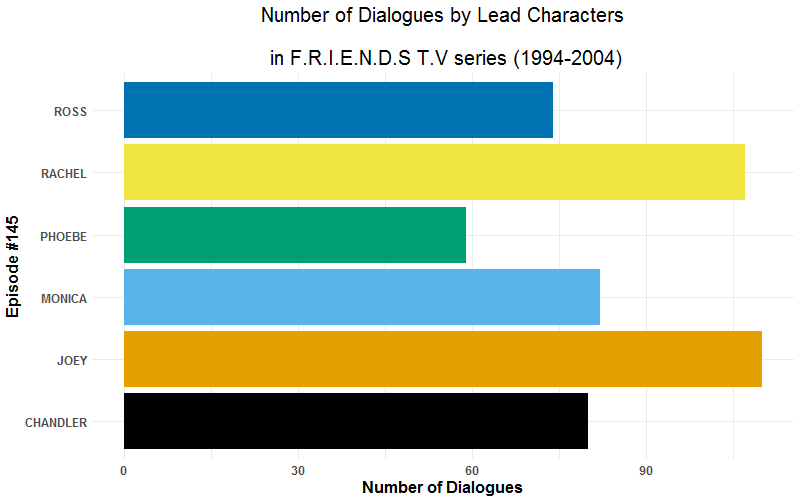 Number of Dialogues by Lead Characters
in F.R.I.E.N.D.S T.V series (1994-2004)
Episode #145
ROSS
RACHEL
PHOEBE
MONICA
JOEY
CHANDLER
0 30 60 90
Number of Dialogues